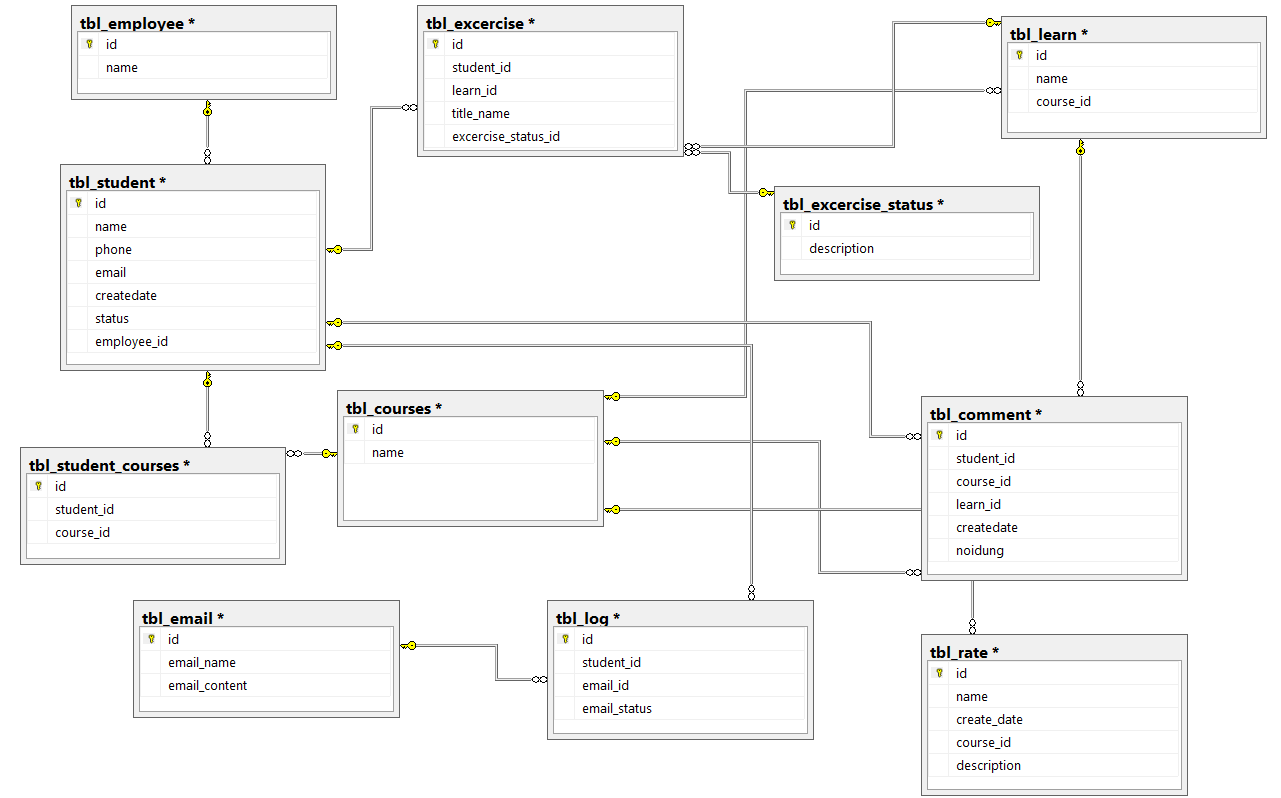 tbl_employee *
id
name
tbl_excercise *
id
student_id
learn_id
title_name
excercise_status_id
tbl_learn *
id
name
course_id
tbl_student *
id
name
phone
email
createdate
status
employee_id
tbl_excercise_status *
id
description
tbl_courses *
id
name
tbl_comment *
id
student_id
course_id
learn_id
createdate
noidung
tbl_student_courses *
id
student_id
course_id
tbl_email *
id
email_name
email_content
tbl_log *
id
student_id
email_id
email_status
tbl_rate *
id
name
create_date
course_id
description